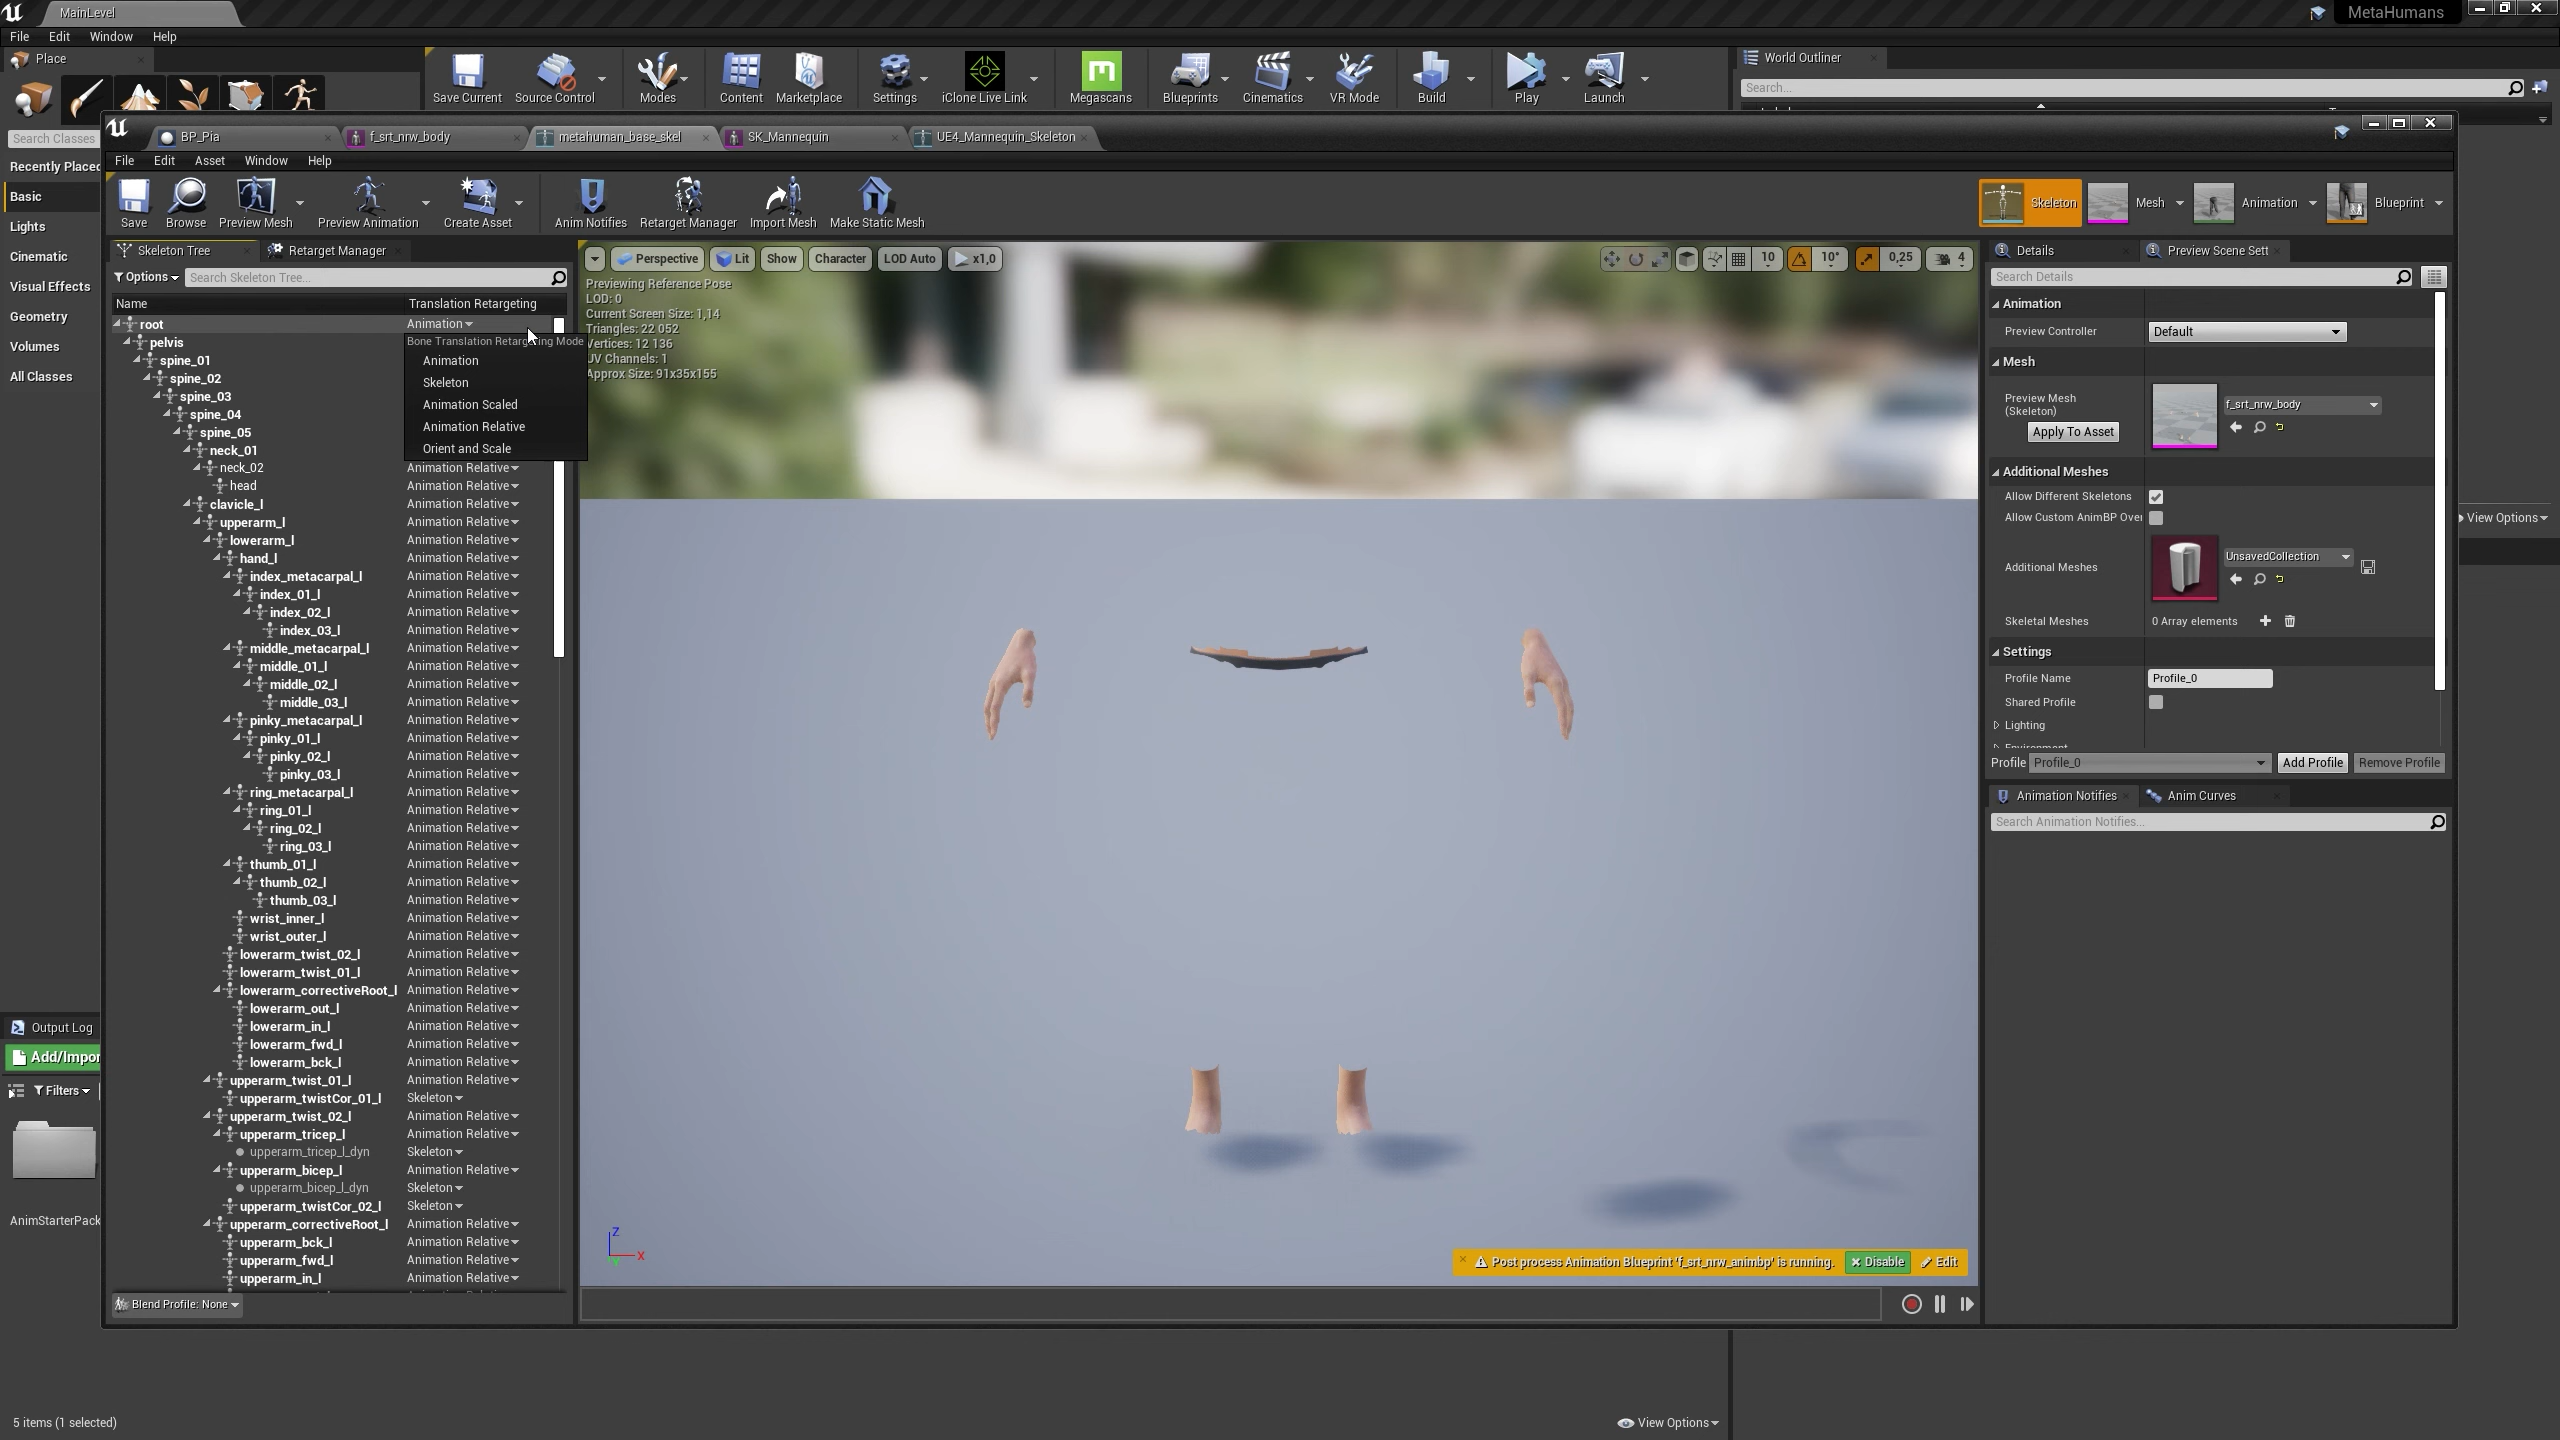 MainLevel
MetaHumans
File Edit Window Help
Place
World Outliner
Save Current Source Control Modes Content Marketplace Settings iClone Live Link Megascans Blueprints Cinematics VR Mode Build Play Launch
Search...
Search Classes
Recently Placed
Basic
Lights
Cinematic
Visual Effects
Geometry
Volumes
All Classes
BP_Pia f_srt_nrw_body metahuman_base_skel SK_Mannequin UE4_Mannequin_Skeleton
File Edit Asset Window Help
Save Browse Preview Mesh Preview Animation Create Asset Anim Notifies Retarget Manager Import Mesh Make Static Mesh
Skeleton Mesh Animation Blueprint
Skeleton Tree Retarget Manager
Options Search Skeleton Tree...
Name Translation Retargeting
root Animation
pelvis
spine_01
spine_02
spine_03
spine_04
spine_05
neck_01
Bone Translation Retargeting Mode
Animation
Skeleton
Animation Scaled
Animation Relative
Orient and Scale
neck_02 Animation Relative
head Animation Relative
clavicle_l Animation Relative
upperarm_l Animation Relative
lowerarm_l Animation Relative
hand_l Animation Relative
index_metacarpal_l Animation Relative
index_01_l Animation Relative
index_02_l Animation Relative
index_03_l Animation Relative
middle_metacarpal_l Animation Relative
middle_01_l Animation Relative
middle_02_l Animation Relative
middle_03_l Animation Relative
pinky_metacarpal_l Animation Relative
pinky_01_l Animation Relative
pinky_02_l Animation Relative
pinky_03_l Animation Relative
ring_metacarpal_l Animation Relative
ring_01_l Animation Relative
ring_02_l Animation Relative
ring_03_l Animation Relative
thumb_01_l Animation Relative
thumb_02_l Animation Relative
thumb_03_l Animation Relative
wrist_inner_l Animation Relative
wrist_outer_l Animation Relative
lowerarm_twist_02_l Animation Relative
lowerarm_twist_01_l Animation Relative
lowerarm_correctiveRoot_l Animation Relative
lowerarm_out_l Animation Relative
lowerarm_in_l Animation Relative
lowerarm_fwd_l Animation Relative
lowerarm_bck_l Animation Relative
upperarm_twist_01_l Animation Relative
upperarm_twistCor_01_l Skeleton
upperarm_twist_02_l Animation Relative
upperarm_tricep_l Animation Relative
upperarm_tricep_l_dyn Skeleton
upperarm_bicep_l Animation Relative
upperarm_bicep_l_dyn Skeleton
upperarm_twistCor_02_l Skeleton
upperarm_correctiveRoot_l Animation Relative
upperarm_bck_l Animation Relative
upperarm_fwd_l Animation Relative
upperarm_in_l Animation Relative
Blend Profile: None
Perspective Lit Show Character LOD Auto x1,0
10 10° 0,25 4
Previewing Reference Pose
LOD: 0
Current Screen Size: 1,14
Triangles: 22 052
Vertices: 12 136
UV Channels: 1
Approx Size: 91x35x155
Z
X
Post process Animation Blueprint 'f_srt_nrw_animbp' is running. Disable Edit
Details Preview Scene Sett
Search Details
Animation
Preview Controller Default
Mesh
Preview Mesh
(Skeleton)
Apply To Asset
f_srt_nrw_body
Additional Meshes
Allow Different Skeletons
Allow Custom AnimBP Over
Additional Meshes UnsavedCollection
Skeletal Meshes 0 Array elements
Settings
Profile Name Profile_0
Shared Profile
Lighting
Environment
Profile Profile_0 Add Profile Remove Profile
Animation Notifies Anim Curves
Search Animation Notifies...
View Options
Output Log
Add/Impor
Filters
AnimStarterPack
5 items (1 selected)
View Options